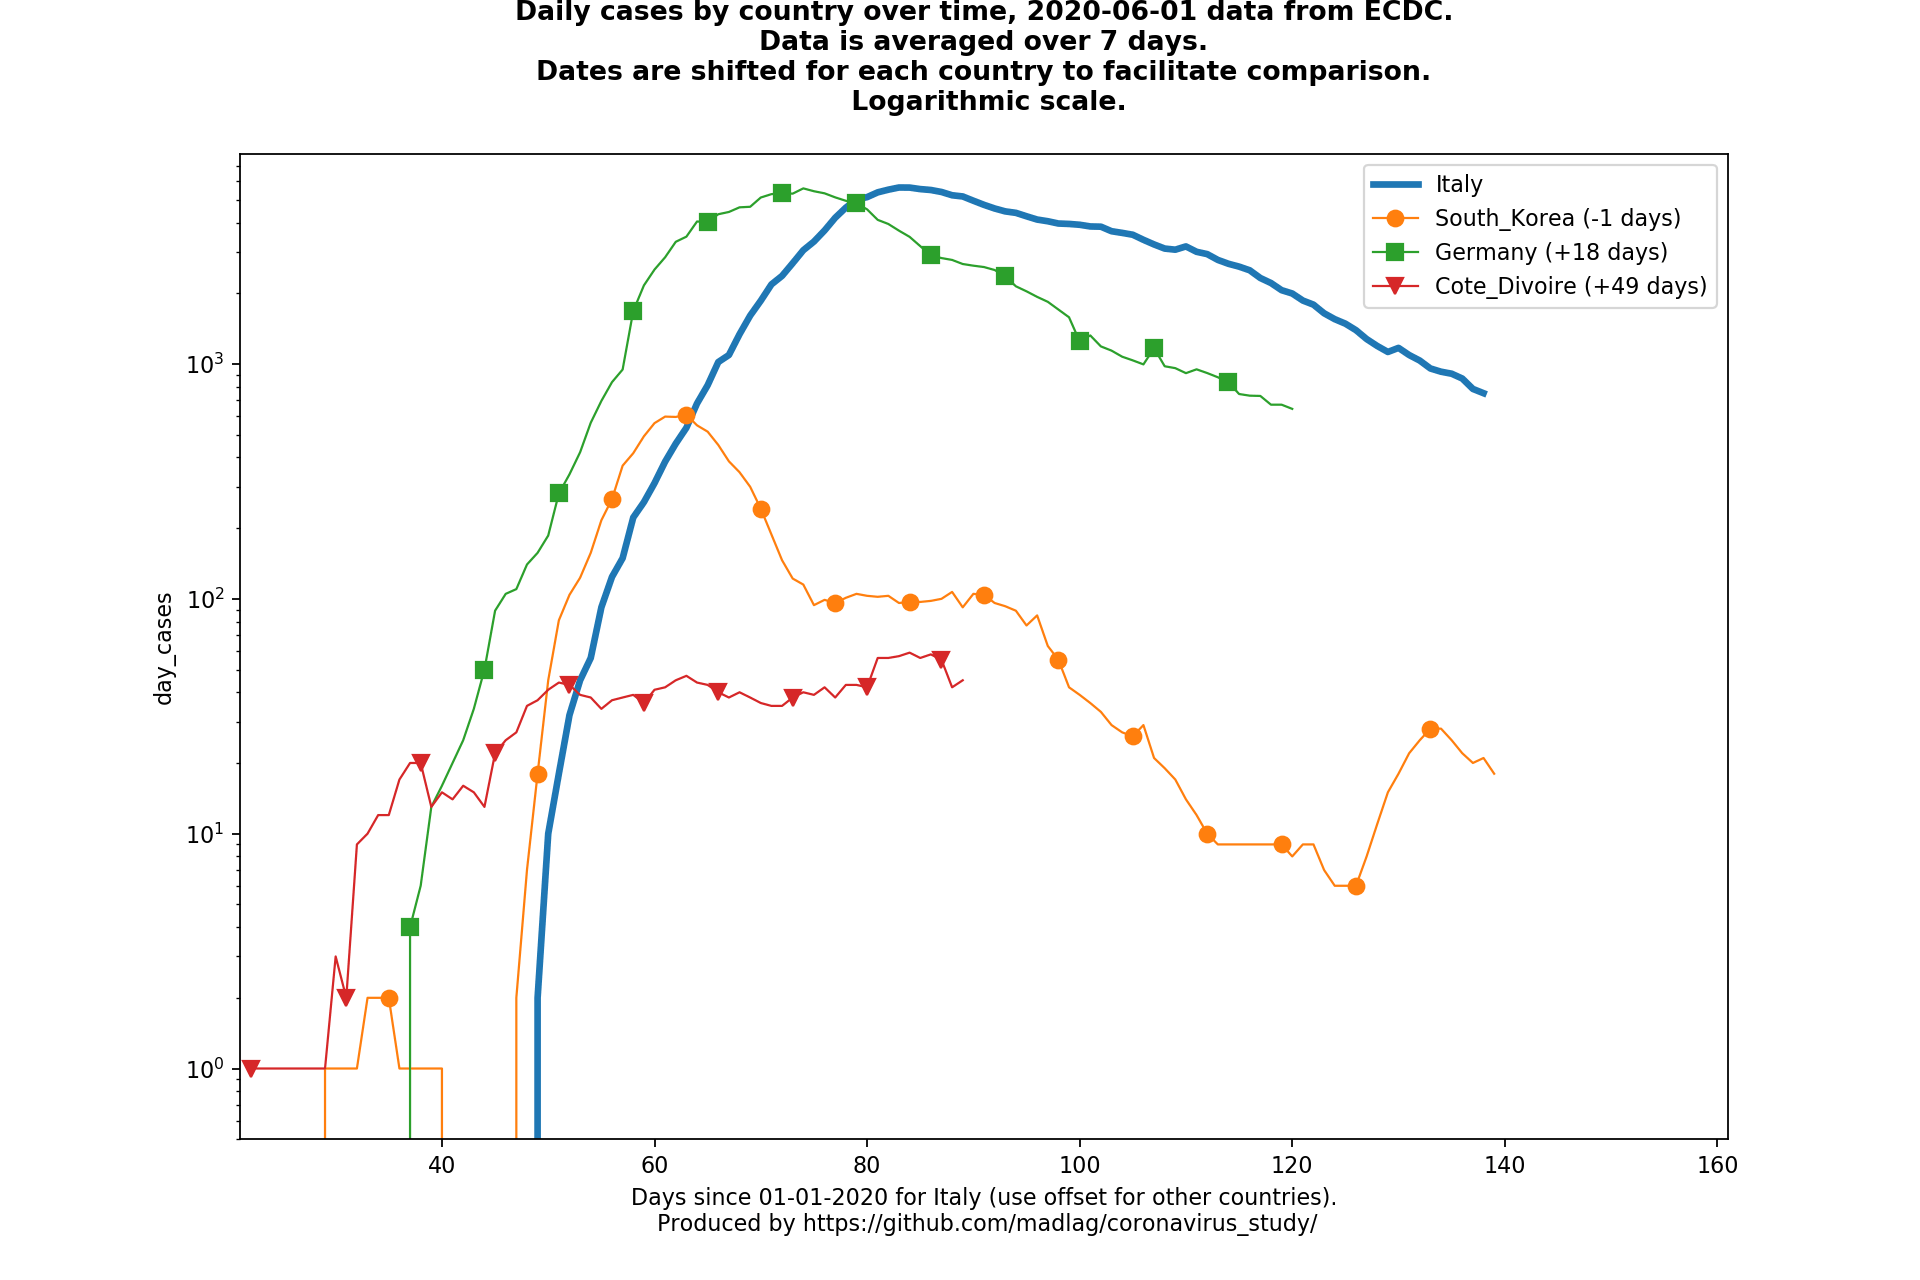 Daily cases by country over time, 2020-06-01 data from ECDC.
Data is averaged over 7 days.
Dates are shifted for each country to facilitate comparison.
Logarithmic scale.
Italy
South_Korea (-1 days)
Germany (+18 days)
Cote_Divoire (+49 days)
day_cases
10³
10²
10¹
10⁰
40 60 80 100 120 140 160
Days since 01-01-2020 for Italy (use offset for other countries).
Produced by https://github.com/madlag/coronavirus_study/